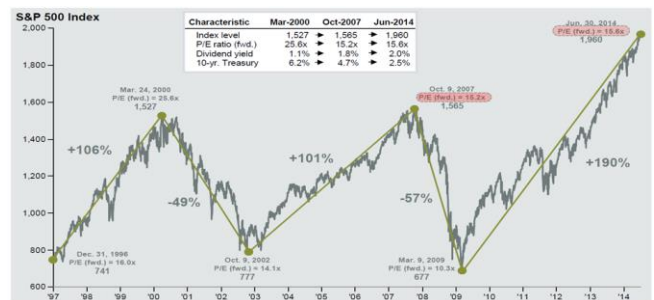 S&P 500 Index
Characteristic Mar-2000 Oct-2007 Jun-2014
Index level 1,527 → 1,565 → 1,960
P/E ratio (fwd.) 25.6x → 15.2x → 15.6x
Dividend yield 1.1% → 1.8% → 2.0%
10-yr. Treasury 6.2% → 4.7% → 2.5%
2,000
1,800
1,600
1,400
1,200
1,000
800
600
Jun. 30, 2014
P/E (fwd.) = 15.6x
1,960
Mar. 24, 2000
P/E (fwd.) = 25.6x
1,527
Oct. 9, 2007
P/E (fwd.) = 15.2x
1,565
+106%
-49%
+101%
-57%
+190%
Dec. 31, 1996
P/E (fwd.) = 16.0x
741
Oct. 9, 2002
P/E (fwd.) = 14.1x
777
Mar. 9, 2009
P/E (fwd.) = 10.3x
677
'97 '98 '99 '00 '01 '02 '03 '04 '05 '06 '07 '08 '09 '10 '11 '12 '13 '14